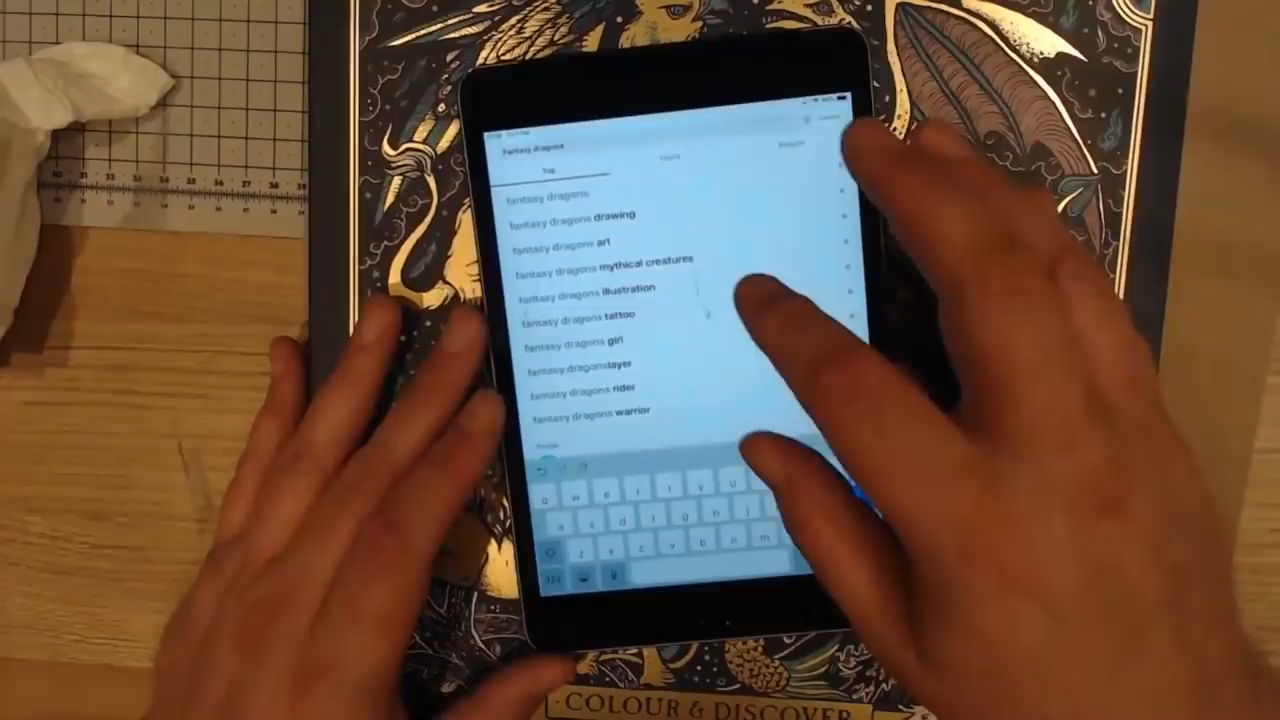 Fantasy dragons
Top
fantasy dragons
fantasy dragons drawing
fantasy dragons art
fantasy dragons mythical creatures
fantasy dragons illustration
fantasy dragons tattoo
fantasy dragons girl
fantasy dragonslayer
fantasy dragons rider
fantasy dragons warrior
q w e r t y u
a s d f g h j
z x c v b n m
123
COLOUR & DISCOVER